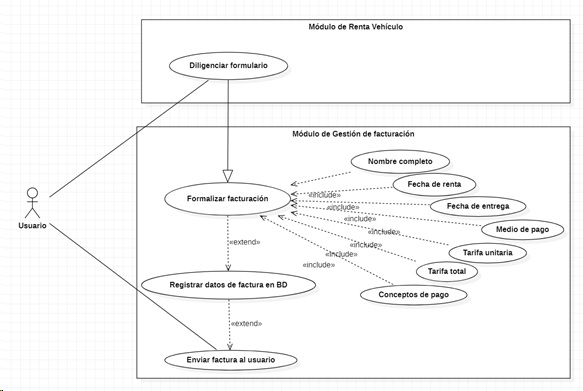 Módulo de Renta Vehículo
Diligenciar formulario
Módulo de Gestión de facturación
Nombre completo
Fecha de renta
«include»
Formalizar facturación
Fecha de entrega
«include»
«include»
Medio de pago
Usuario
«include»
«extend»
«include»
Tarifa unitaria
«include»
«include»
Tarifa total
Registrar datos de factura en BD
Conceptos de pago
«extend»
Enviar factura al usuario